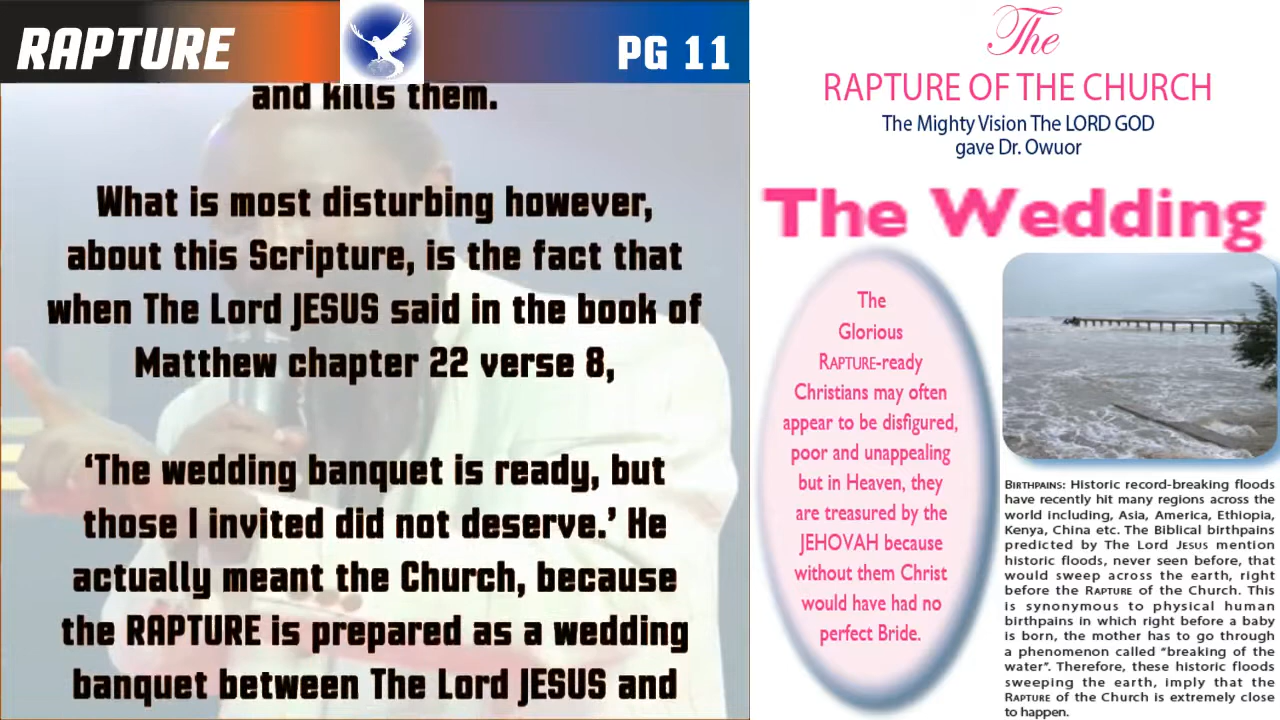 RAPTURE
PG 11
and kills them.
What is most disturbing however,
about this Scripture, is the fact that
when The Lord JESUS said in the book of
Matthew chapter 22 verse 8,
‘The wedding banquet is ready, but
those I invited did not deserve.’ He
actually meant the Church, because
the RAPTURE is prepared as a wedding
banquet between The Lord JESUS and
The
RAPTURE OF THE CHURCH
The Mighty Vision The LORD GOD
gave Dr. Owuor
The Wedding
The
Glorious
RAPTURE-ready
Christians may often
appear to be disfigured,
poor and unappealing
but in Heaven, they
are treasured by the
JEHOVAH because
without them Christ
would have had no
perfect Bride.
BIRTHPAINS: Historic record-breaking floods
have recently hit many regions across the
world including, Asia, America, Ethiopia,
Kenya, China etc. The Biblical birthpains
predicted by The Lord JESUS mention
historic floods, never seen before, that
would sweep across the earth, right
before the RAPTURE of the Church. This
is synonymous to physical human
birthpains in which right before a baby
is born, the mother has to go through
a phenomenon called “breaking of the
water”. Therefore, these historic floods
sweeping the earth, imply that the
RAPTURE of the Church is extremely close
to happen.